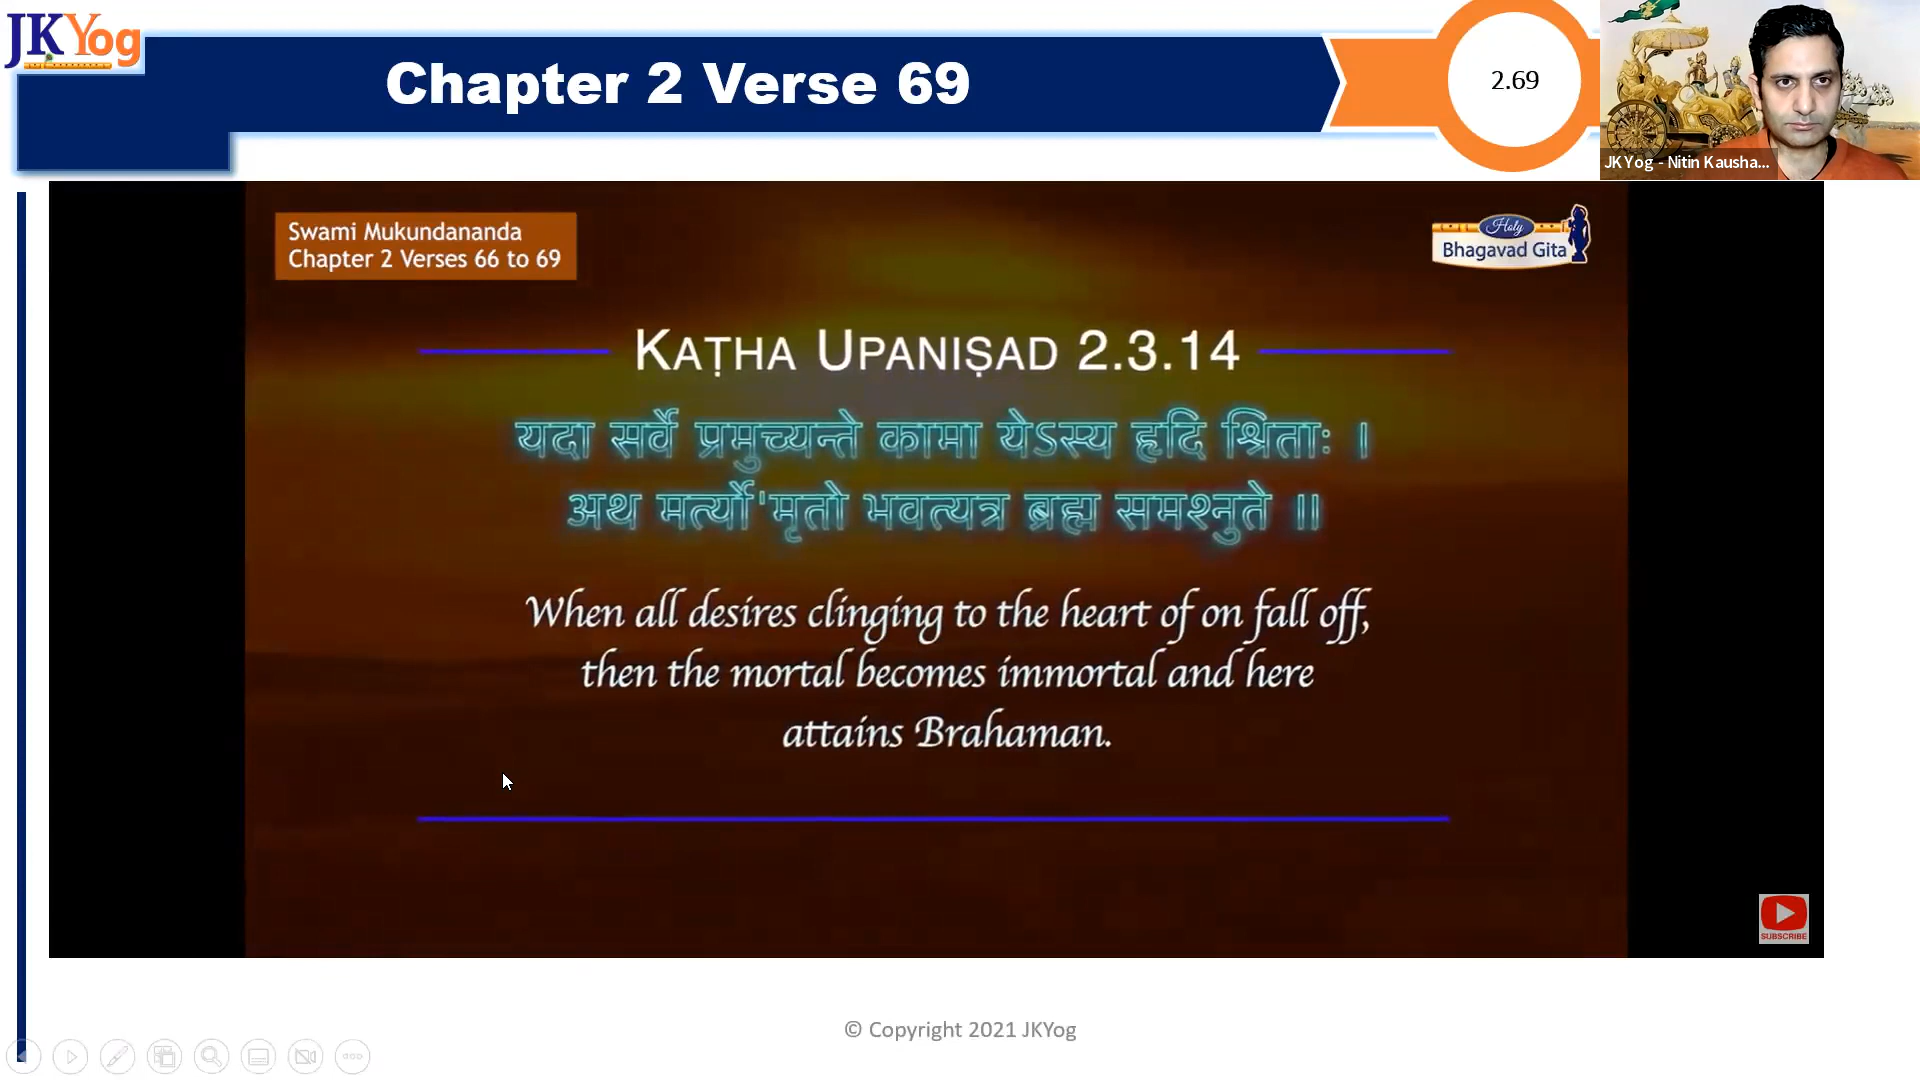 JKYog
Chapter 2 Verse 69
2.69
JKYog - Nitin Kausha...
Swami Mukundananda
Chapter 2 Verses 66 to 69
Holy
Bhagavad Gita
KAṬHA UPANIṢAD 2.3.14
यदा सर्वे प्रमुच्यन्ते कामा येऽस्य हृदि श्रिताः ।
अथ मर्त्यो'मृतो भवत्यत्र ब्रह्म समश्नुते ॥
When all desires clinging to the heart of on fall off,
then the mortal becomes immortal and here
attains Brahaman.
SUBSCRIBE
© Copyright 2021 JKYog